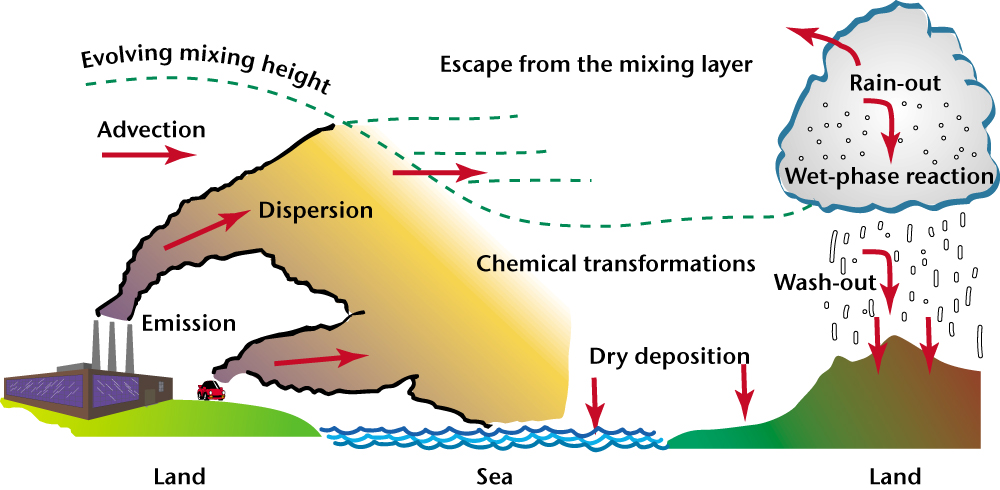 Evolving mixing height
Escape from the mixing layer
Rain-out
Advection
Wet-phase reaction
Dispersion
Chemical transformations
Wash-out
Emission
Dry deposition
Land
Sea
Land